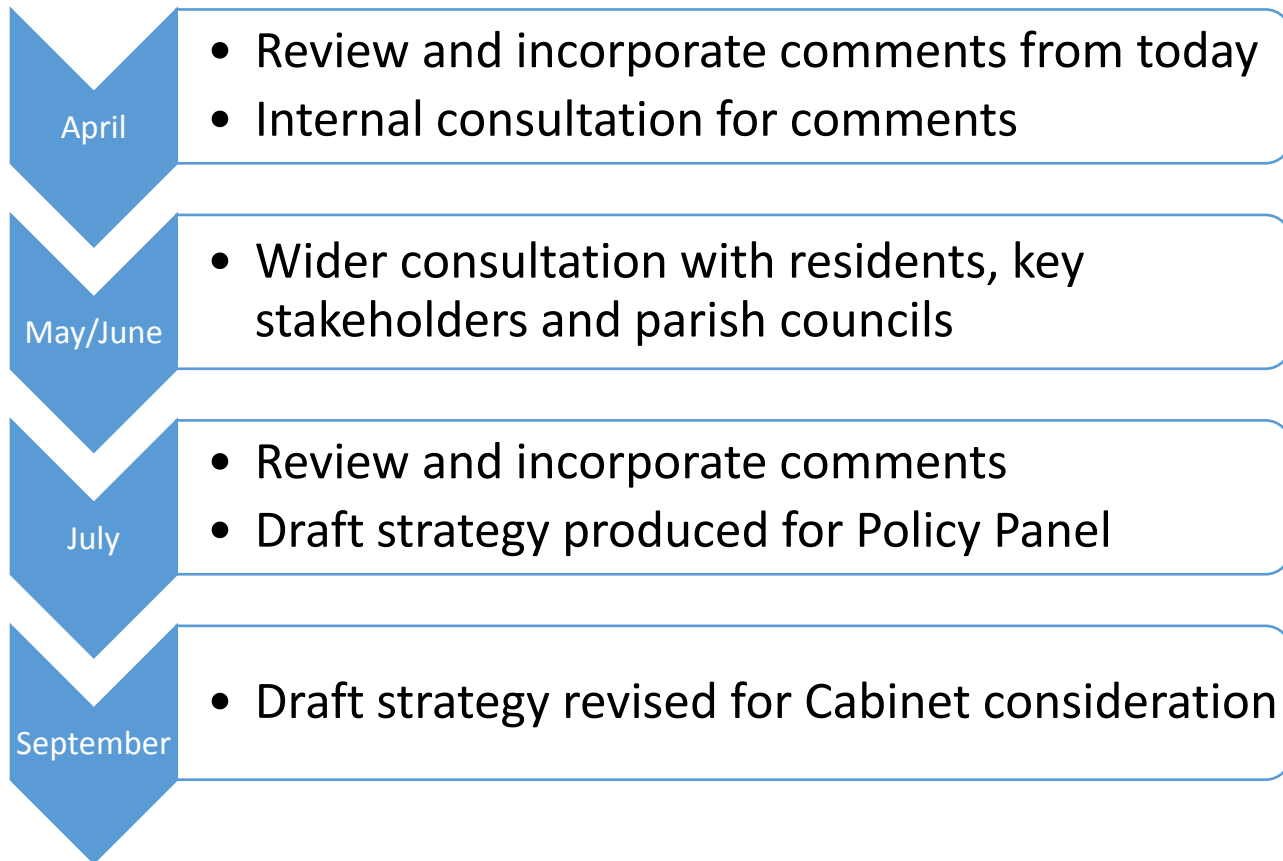 April
• Review and incorporate comments from today
• Internal consultation for comments
May/June
• Wider consultation with residents, key
stakeholders and parish councils
July
• Review and incorporate comments
• Draft strategy produced for Policy Panel
September
• Draft strategy revised for Cabinet consideration